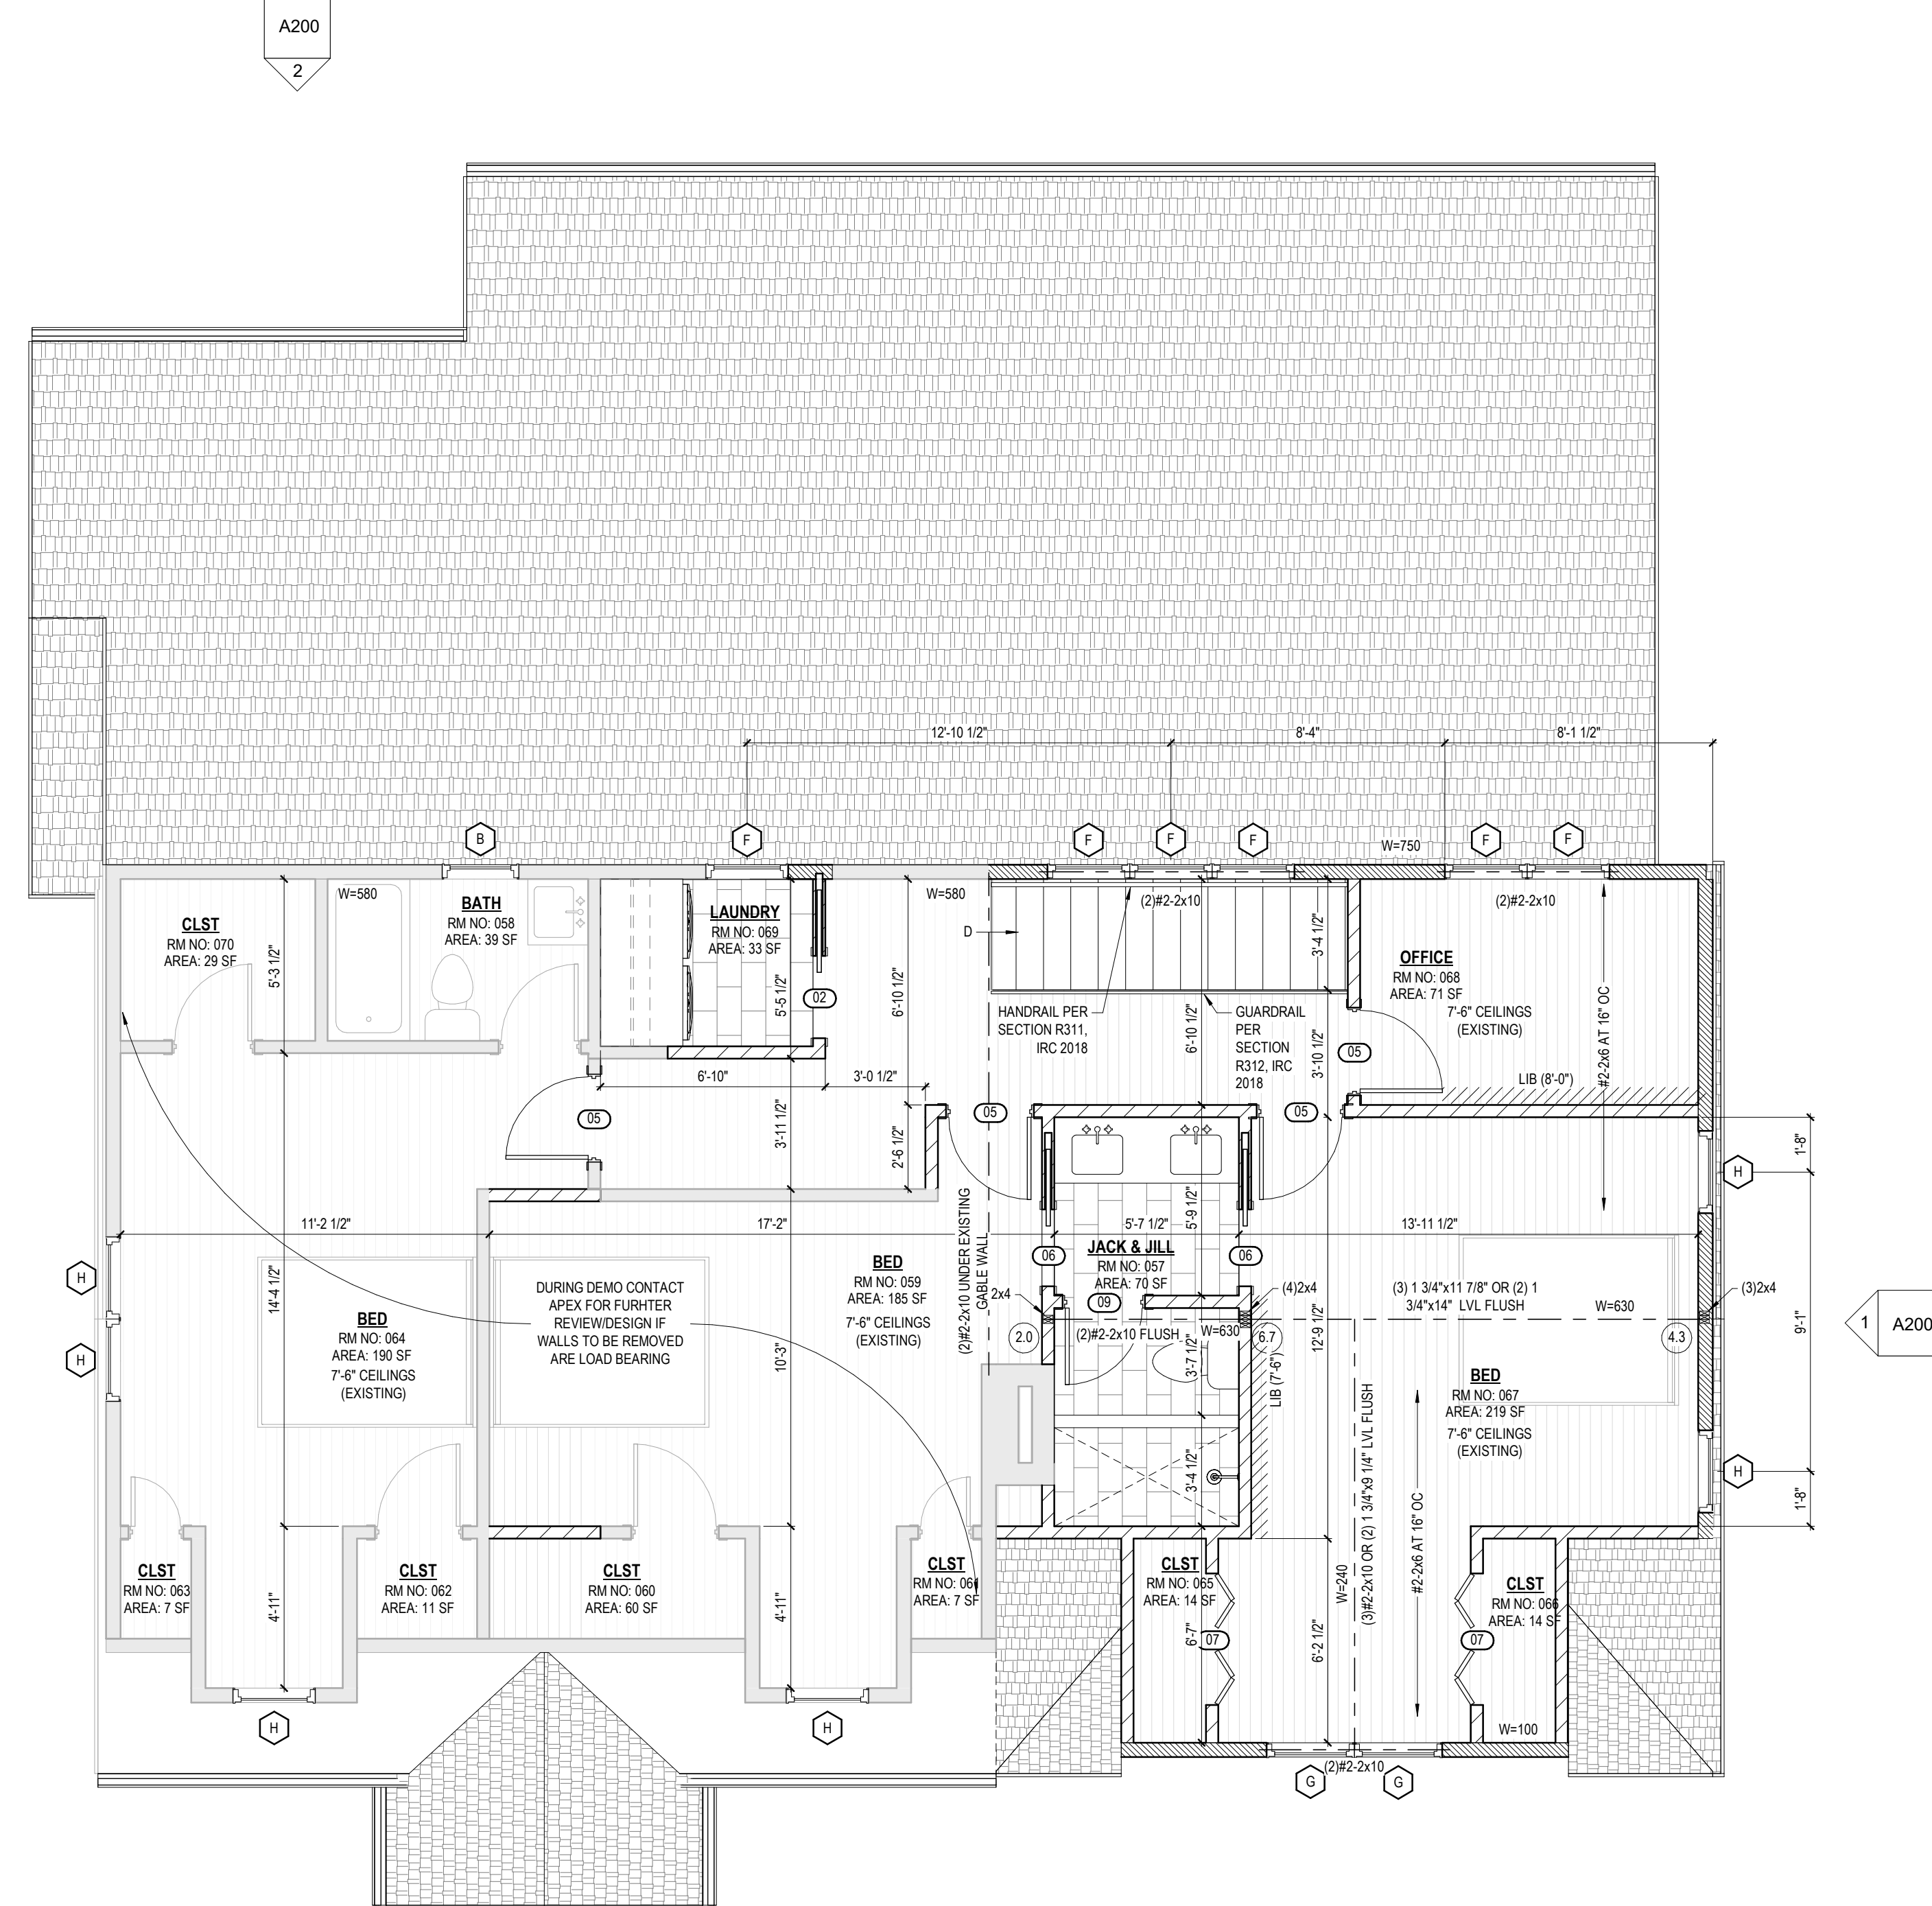 A200
2
12'-10 1/2"
8'-4"
8'-1 1/2"
B
F
F
F
F
W=750
F
F
CLST
RM NO: 070
AREA: 29 SF
5'-3 1/2"
W=580
BATH
RM NO: 058
AREA: 39 SF
LAUNDRY
RM NO: 069
AREA: 33 SF
5'-5 1/2"
02
6'-10 1/2"
W=580
D
(2)#2-2x10
3'-4 1/2"
(2)#2-2x10
OFFICE
RM NO: 068
AREA: 71 SF
7'-6" CEILINGS
(EXISTING)
#2-2x6 AT 16" OC
HANDRAIL PER
SECTION R311,
IRC 2018
6'-10 1/2"
GUARDRAIL
PER
SECTION
R312, IRC
2018
3'-10 1/2"
05
LIB (8'-0")
6'-10"
3'-0 1/2"
05
3'-11 1/2"
2'-6 1/2"
05
05
1'-8"
H
11'-2 1/2"
17'-2"
(2)#2-2x10 UNDER EXISTING
GABLE WALL
5'-7 1/2"
5'-9 1/2"
13'-11 1/2"
H
H
14'-4 1/2"
BED
RM NO: 064
AREA: 190 SF
7'-6" CEILINGS
(EXISTING)
DURING DEMO CONTACT
APEX FOR FURHTER
REVIEW/DESIGN IF
WALLS TO BE REMOVED
ARE LOAD BEARING
10'-3"
BED
RM NO: 059
AREA: 185 SF
7'-6" CEILINGS
(EXISTING)
06
JACK & JILL
RM NO: 057
AREA: 70 SF
06
2x4
09
(4)2x4
2.0
(2)#2-2x10 FLUSH
W=630
6.7
3'-7 1/2"
LIB (7'-6")
12'-9 1/2"
(3) 1 3/4"x11 7/8" OR (2) 1
3/4"x14" LVL FLUSH
W=630
(3)2x4
4.3
9'-1"
1
A200
BED
RM NO: 067
AREA: 219 SF
7'-6" CEILINGS
(EXISTING)
(3)#2-2x10 OR (2) 1 3/4"x9 1/4" LVL FLUSH
W=240
#2-2x6 AT 16" OC
H
1'-8"
3'-4 1/2"
CLST
RM NO: 063
AREA: 7 SF
4'-11"
CLST
RM NO: 062
AREA: 11 SF
CLST
RM NO: 060
AREA: 60 SF
4'-11"
CLST
RM NO: 061
AREA: 7 SF
CLST
RM NO: 065
AREA: 14 SF
6'-7"
07
6'-2 1/2"
07
CLST
RM NO: 066
AREA: 14 SF
W=100
H
H
(2)#2-2x10
G
G